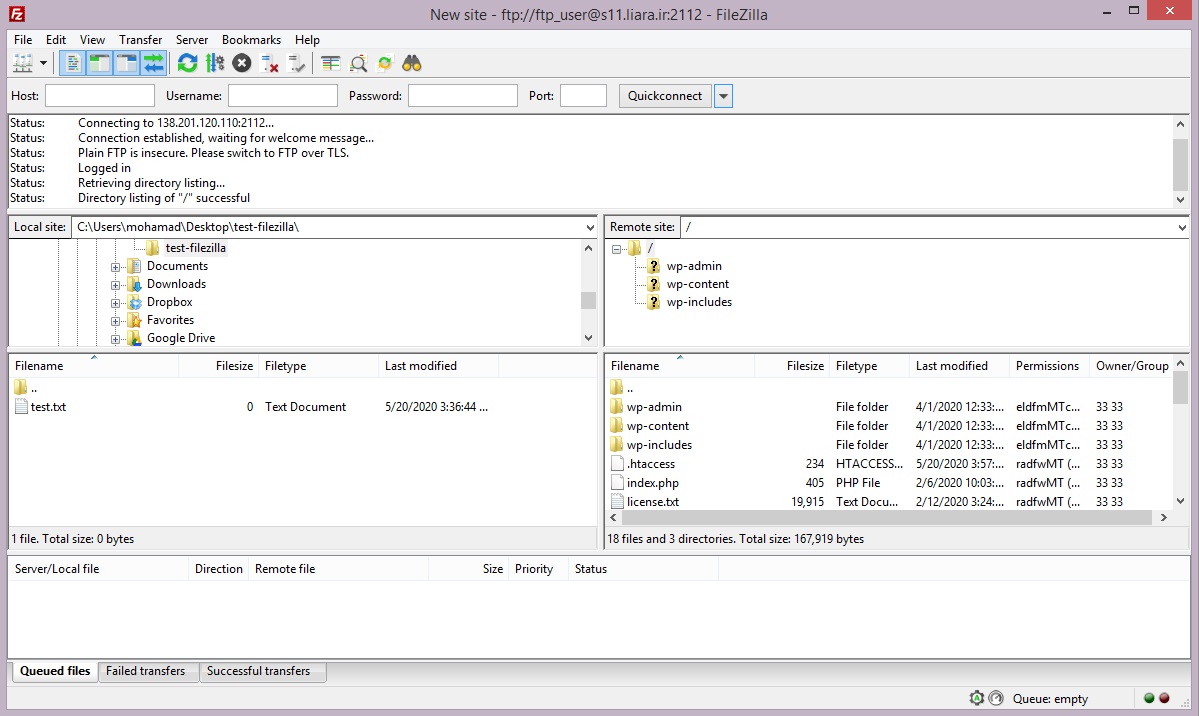 New site - ftp://ftp_user@s11.liara.ir:2112 - FileZilla
File Edit View Transfer Server Bookmarks Help
Host: Username: Password: Port: Quickconnect
Status: Connecting to 138.201.120.110:2112...
Status: Connection established, waiting for welcome message...
Status: Plain FTP is insecure. Please switch to FTP over TLS.
Status: Logged in
Status: Retrieving directory listing...
Status: Directory listing of "/" successful
Local site: C:\Users\mohamad\Desktop\test-filezilla\
test-filezilla
Documents
Downloads
Dropbox
Favorites
Google Drive
Remote site: /
/
wp-admin
wp-content
wp-includes
Filename Filesize Filetype Last modified
..
test.txt 0 Text Document 5/20/2020 3:36:44 ...
1 file. Total size: 0 bytes
Filename Filesize Filetype Last modified Permissions Owner/Group
..
wp-admin File folder 4/1/2020 12:33:... eldfmMTc... 33 33
wp-content File folder 4/1/2020 12:33:... eldfmMTc... 33 33
wp-includes File folder 4/1/2020 12:33:... eldfmMTc... 33 33
.htaccess 234 HTACCESS... 5/20/2020 3:57:... radfwMT (... 33 33
index.php 405 PHP File 2/6/2020 10:03:... radfwMT (... 33 33
license.txt 19,915 Text Docu... 2/12/2020 3:24:... radfwMT (... 33 33
18 files and 3 directories. Total size: 167,919 bytes
Server/Local file Direction Remote file Size Priority Status
Queued files Failed transfers Successful transfers
Queue: empty